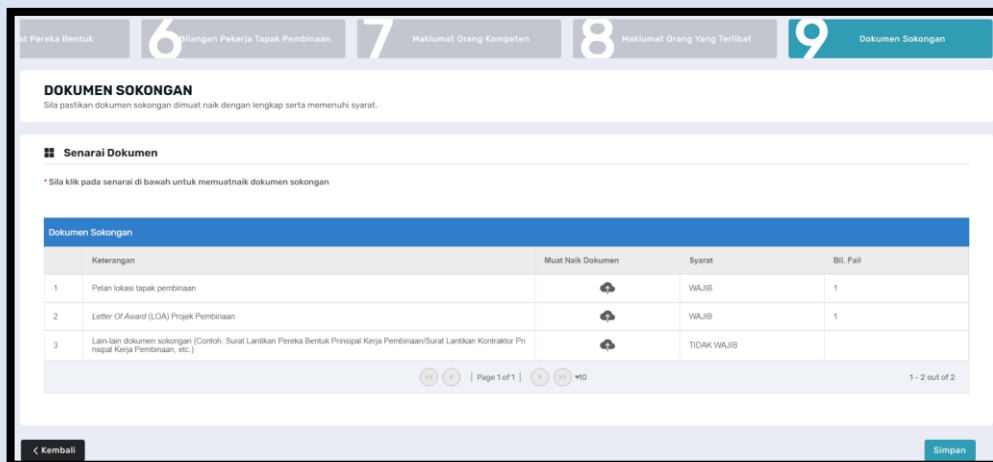 at Pereka Bentuk
6 Bilangan Pekerja Tapak Pembinaan
7 Maklumat Orang Kompeten
8 Maklumat Orang Yang Terlibat
9 Dokumen Sokongan
DOKUMEN SOKONGAN
Sila pastikan dokumen sokongan dimuat naik dengan lengkap serta memenuhi syarat.
Senarai Dokumen
* Sila klik pada senarai di bawah untuk memuatnaik dokumen sokongan
Dokumen Sokongan
Keterangan Muat Naik Dokumen Syarat Bil. Fail
1 Pelan lokasi tapak pembinaan WAJIB 1
2 Letter Of Award (LOA) Projek Pembinaan WAJIB 1
3 Lain-lain dokumen sokongan (Contoh: Surat Lantikan Pereka Bentuk Prinsipal Kerja Pembinaan/Surat Lantikan Kontraktor Pri
nsipal Kerja Pembinaan, etc.) TIDAK WAJIB
<< < | Page 1 of 1 | > >> 10 1 - 2 out of 2
< Kembali
Simpan